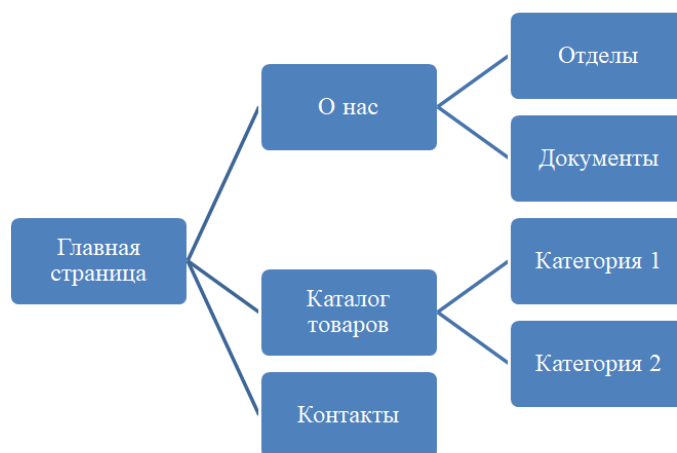 Главная
страница
О нас
Отделы
Документы
Каталог
товаров
Категория 1
Категория 2
Контакты